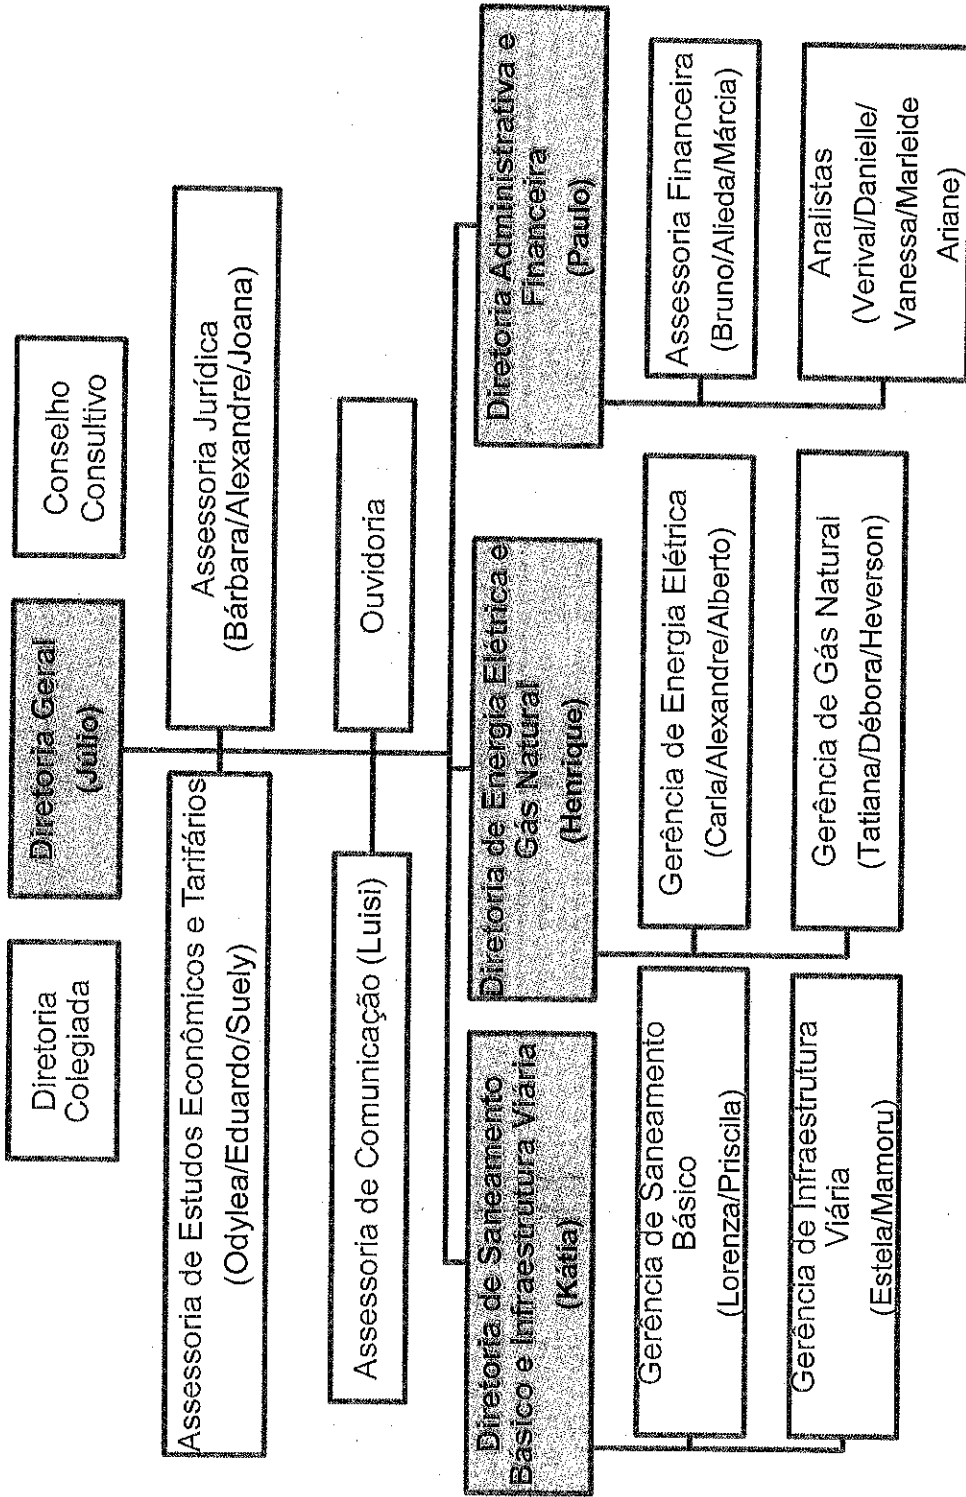 Diretoria
Colegiada
Diretoria Geral
(Júlio)
Conselho
Consultivo
Assessoria de Estudos Econômicos e Tarifários
(Odylea/Eduardo/Suely)
Assessoria Jurídica
(Bárbara/Alexandre/Joana)
Assessoria de Comunicação (Luisi)
Ouvidoria
Diretoria de Saneamento
Básico e Infraestrutura Viária
(Kátia)
Diretoria de Energia Elétrica e
Gás Natural
(Henrique)
Diretoria Administrativa e
Financeira
(Paulo)
Gerência de Saneamento
Básico
(Lorenza/Priscila)
Gerência de Energia Elétrica
(Carla/Alexandre/Alberto)
Assessoria Financeira
(Bruno/Alieda/Márcia)
Gerência de Infraestrutura
Viária
(Estela/Mamoru)
Gerência de Gás Natural
(Tatiana/Débora/Heverson)
Analistas
(Verival/Danielle/
Vanessa/Marleide
Ariane)